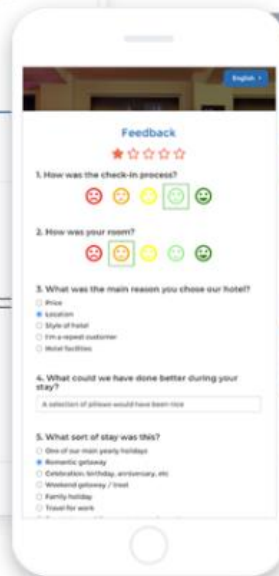 English
Feedback
1. How was the check-in process?
2. How was your room?
3. What was the main reason you chose our hotel?
Price
Location
Style of hotel
I'm a repeat customer
Hotel facilities
4. What could we have done better during your
stay?
A selection of pillows would have been nice
5. What sort of stay was this?
One of our main yearly holidays
Romantic getaway
Celebration: birthday, anniversary, etc
Weekend getaway / treat
Family holiday
Travel for work